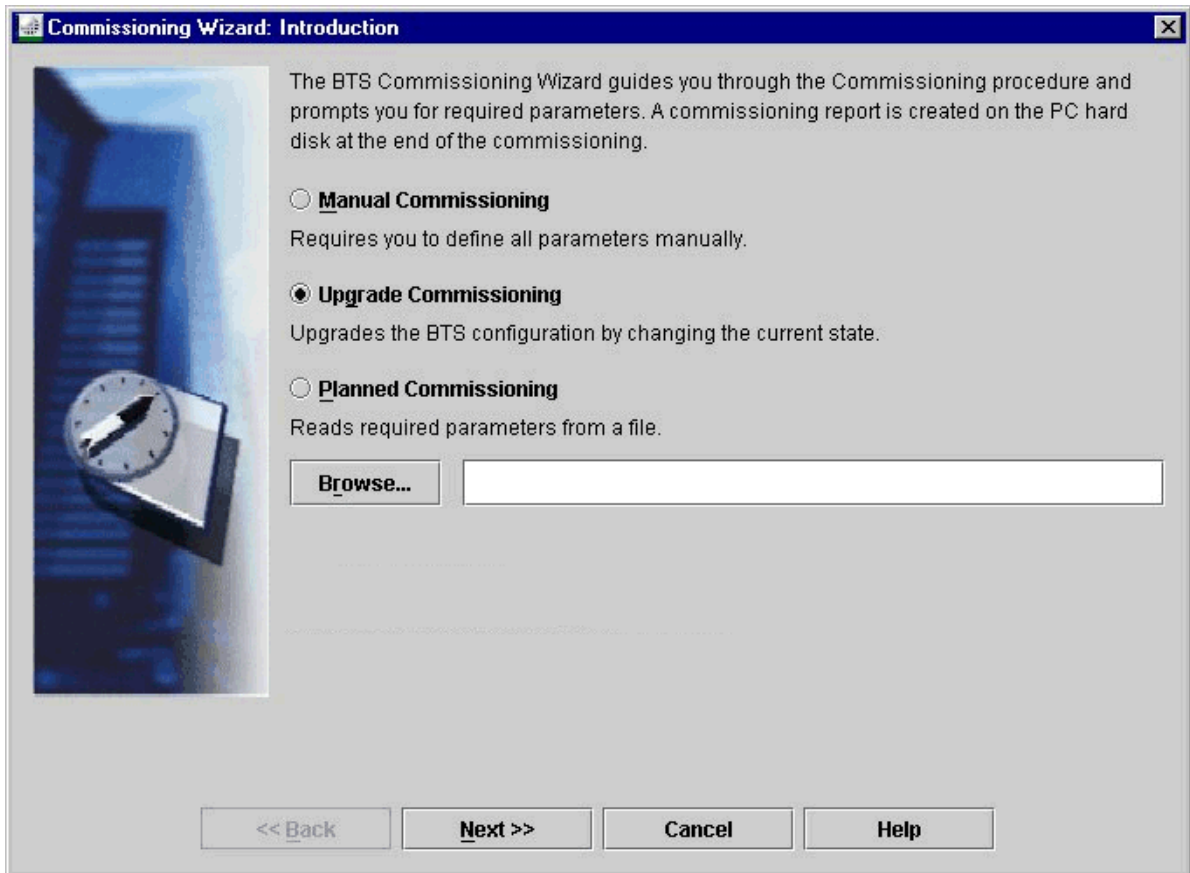 Commissioning Wizard: Introduction
The BTS Commissioning Wizard guides you through the Commissioning procedure and
prompts you for required parameters. A commissioning report is created on the PC hard
disk at the end of the commissioning.
Manual Commissioning
Requires you to define all parameters manually.
Upgrade Commissioning
Upgrades the BTS configuration by changing the current state.
Planned Commissioning
Reads required parameters from a file.
Browse...
<< Back
Next >>
Cancel
Help